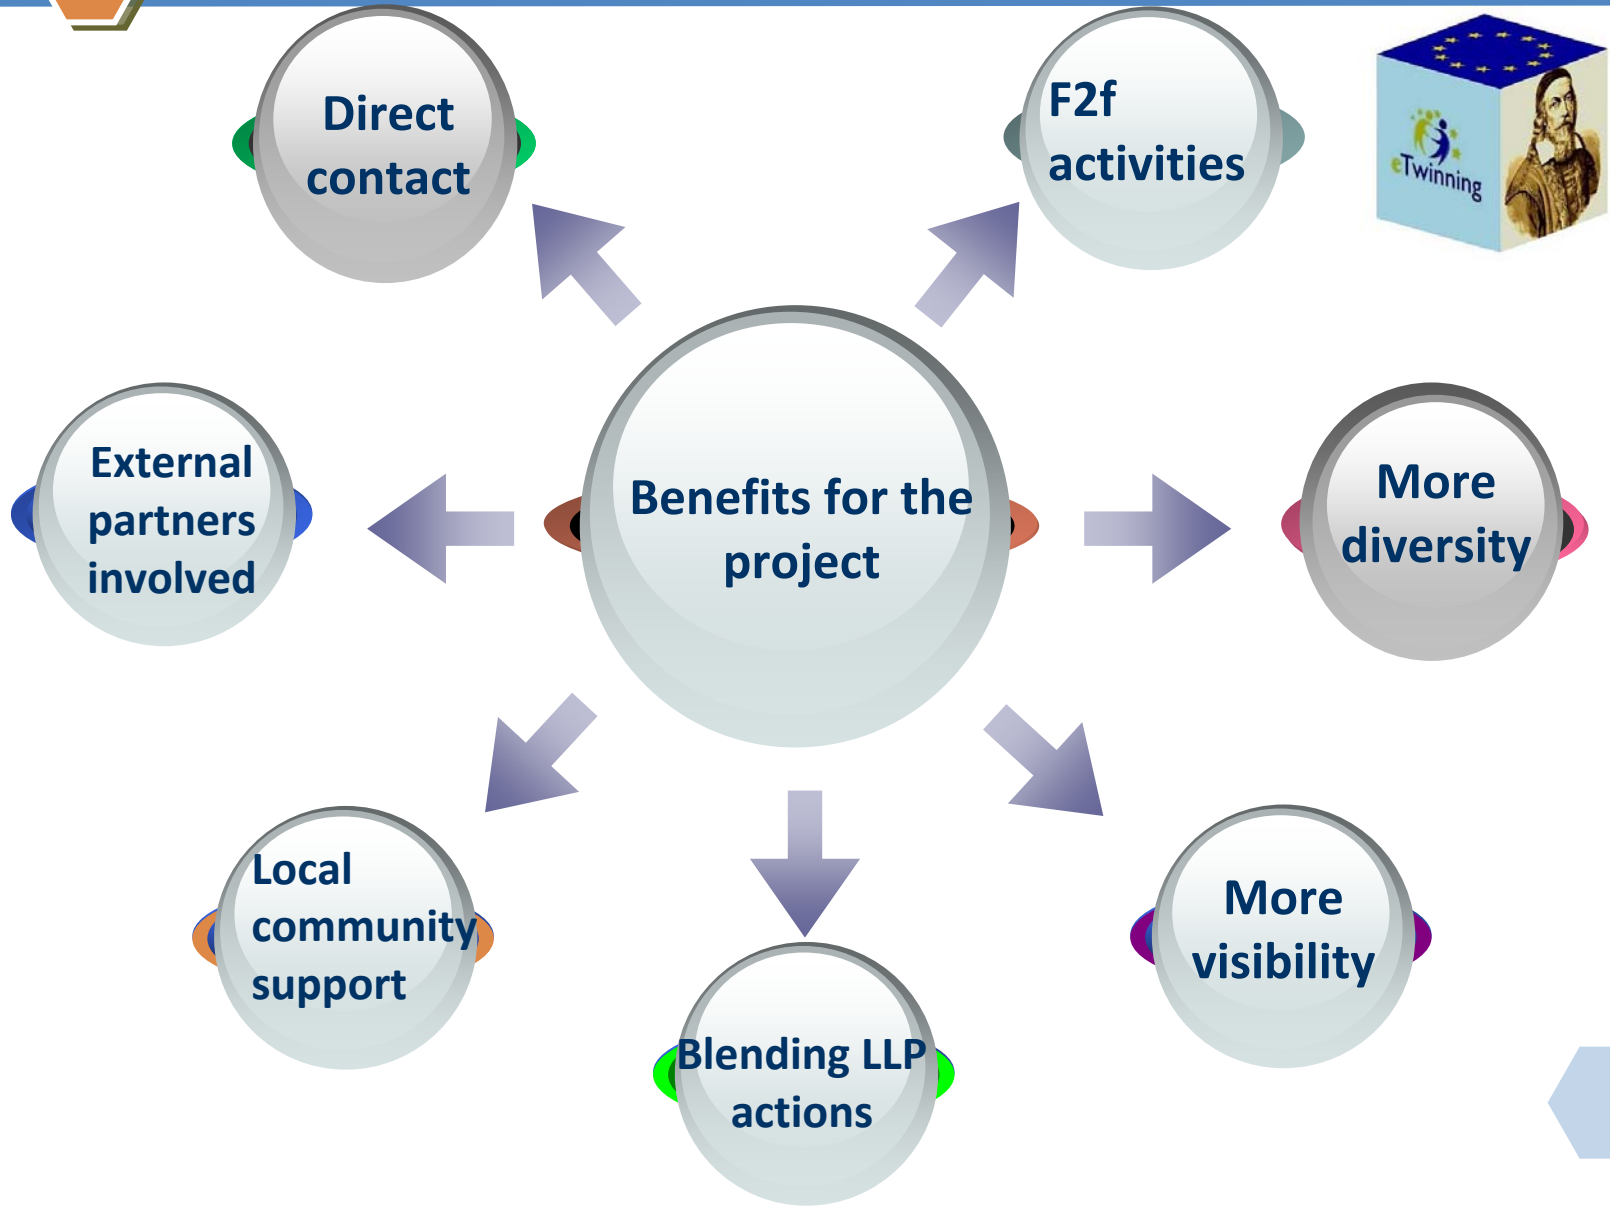 Direct
contact
F2f
activities
eTwinning
External
partners
involved
Benefits for the
project
More
diversity
Local
community
support
More
visibility
Blending LLP
actions